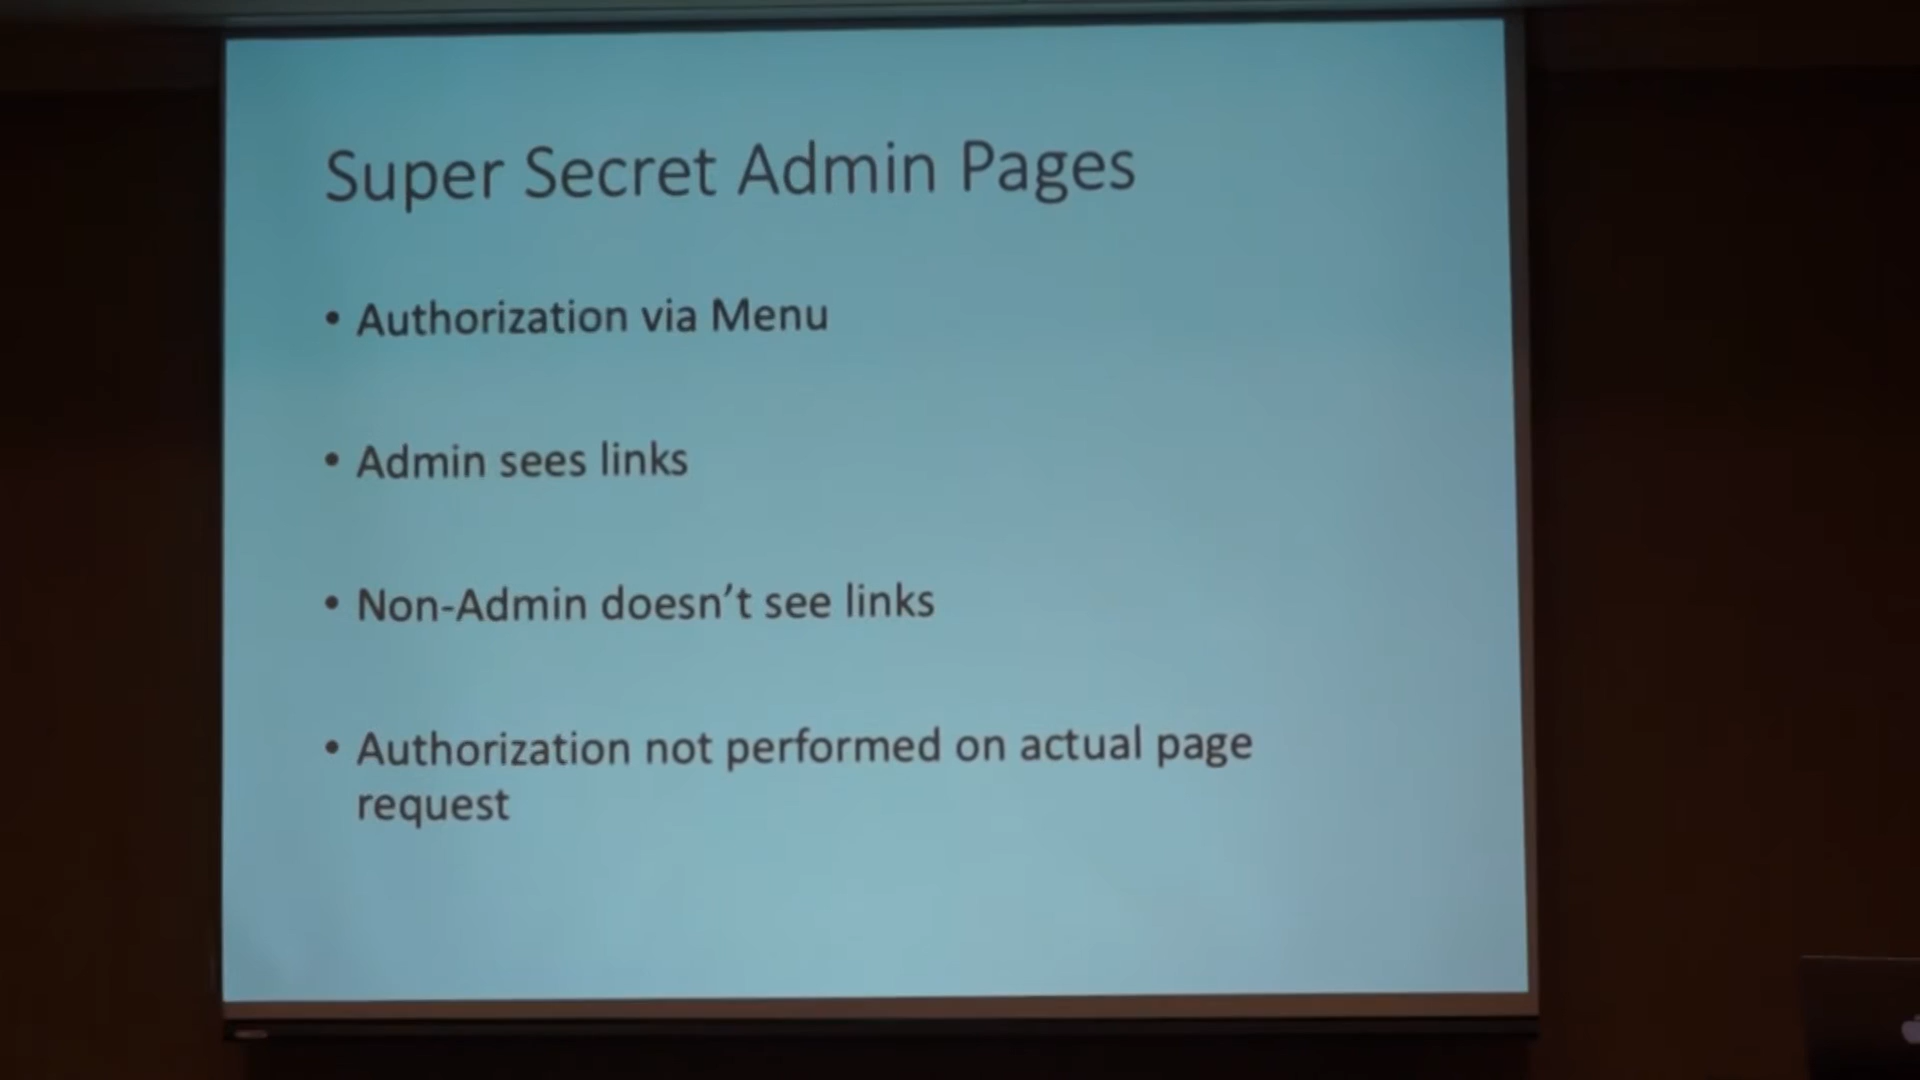 Super Secret Admin Pages
• Authorization via Menu
• Admin sees links
• Non-Admin doesn't see links
• Authorization not performed on actual page
request